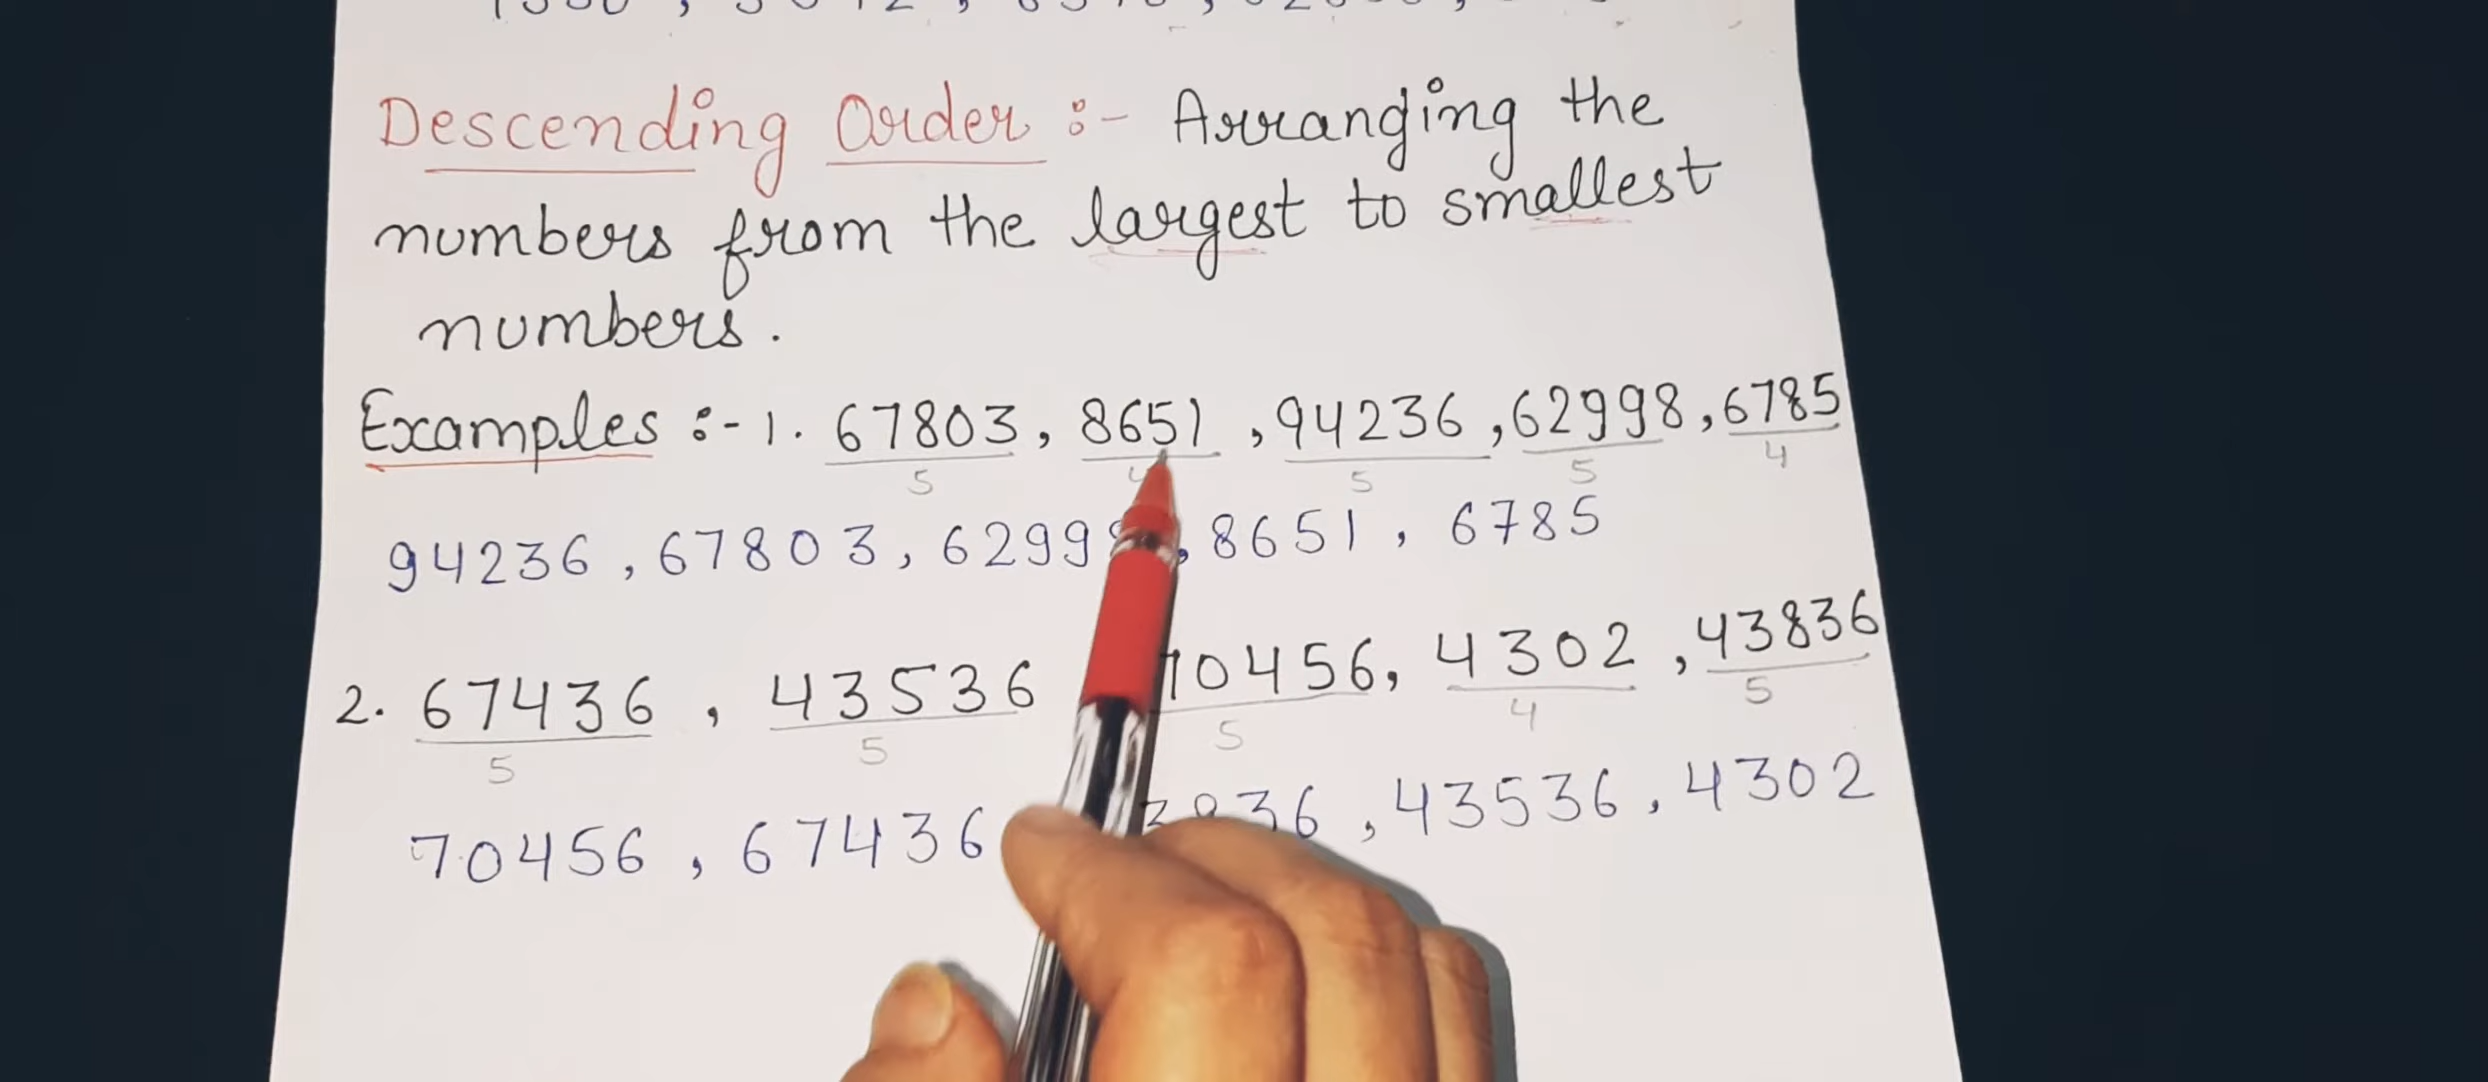 Descending Order :- Arranging the
numbers from the largest to smallest
numbers.
Examples :- 1. 67803, 8651, 94236, 62998, 6785
5 5 5 4
94236, 67803, 8651, 6785
2. 67436, 43536 4302, 43836
5 5 5 4 5
70456, 67436 43536, 4302